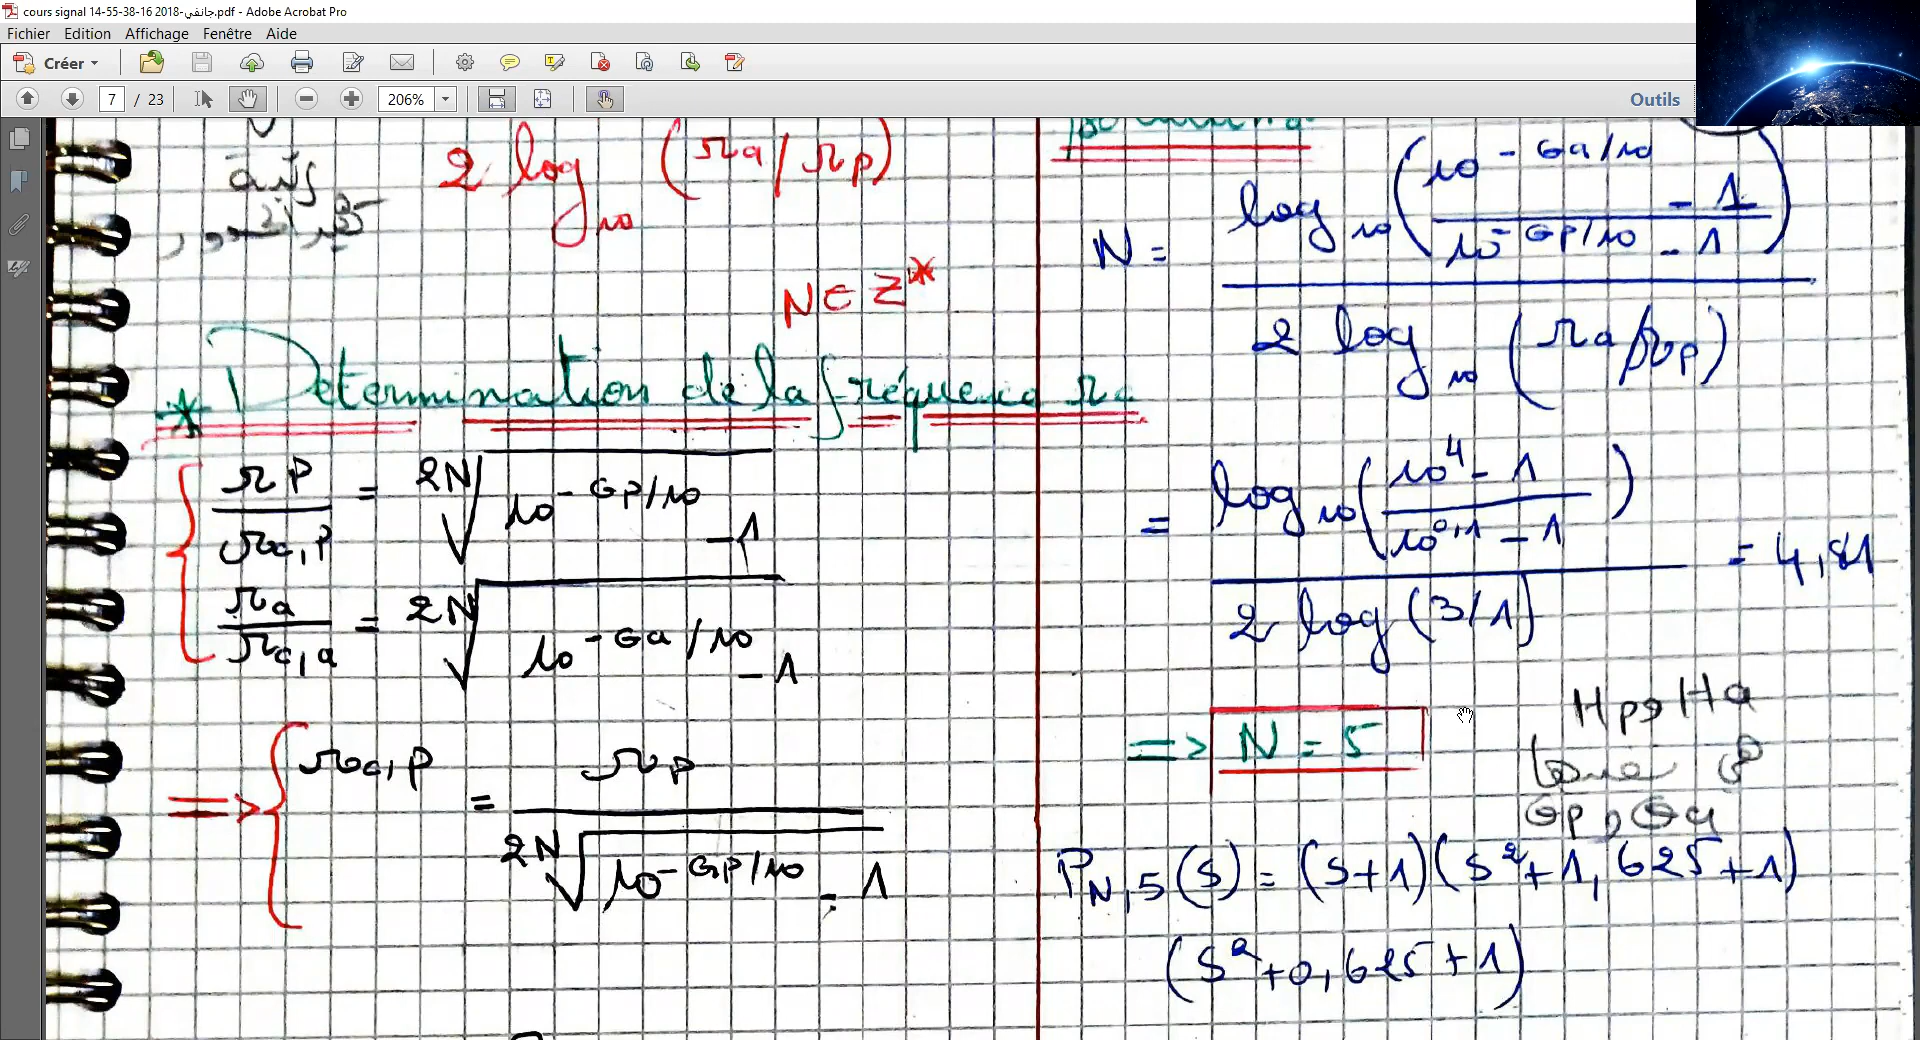 cours signal 14-55-38-16 2018-جانفي.pdf - Adobe Acrobat Pro
Fichier Edition Affichage Fenêtre Aide
Créer
7 / 23
206%
Outils
2 log10 (Ωa/Ωp)
N ∈ Z*
* Détermination de la fréquence Ωc
Ωp/Ωc,p = 2N√(10^(-Gp/10) - 1)
Ωa/Ωc,a = 2N√(10^(-Ga/10) - 1)
=> Ωc,p = Ωp / 2N√(10^(-Gp/10) - 1)
N = log10 ((10^(-Ga/10) - 1) / (10^(-Gp/10) - 1)) / 2 log10 (Ωa/Ωp)
= log10 ((10^4 - 1) / (10^0,1 - 1)) / 2 log (3/1) = 4,81
=> N = 5
Hp, Ha
Gp, Ga
PN,5(S) = (S+1)(S²+1,62S+1)
(S²+0,62S+1)